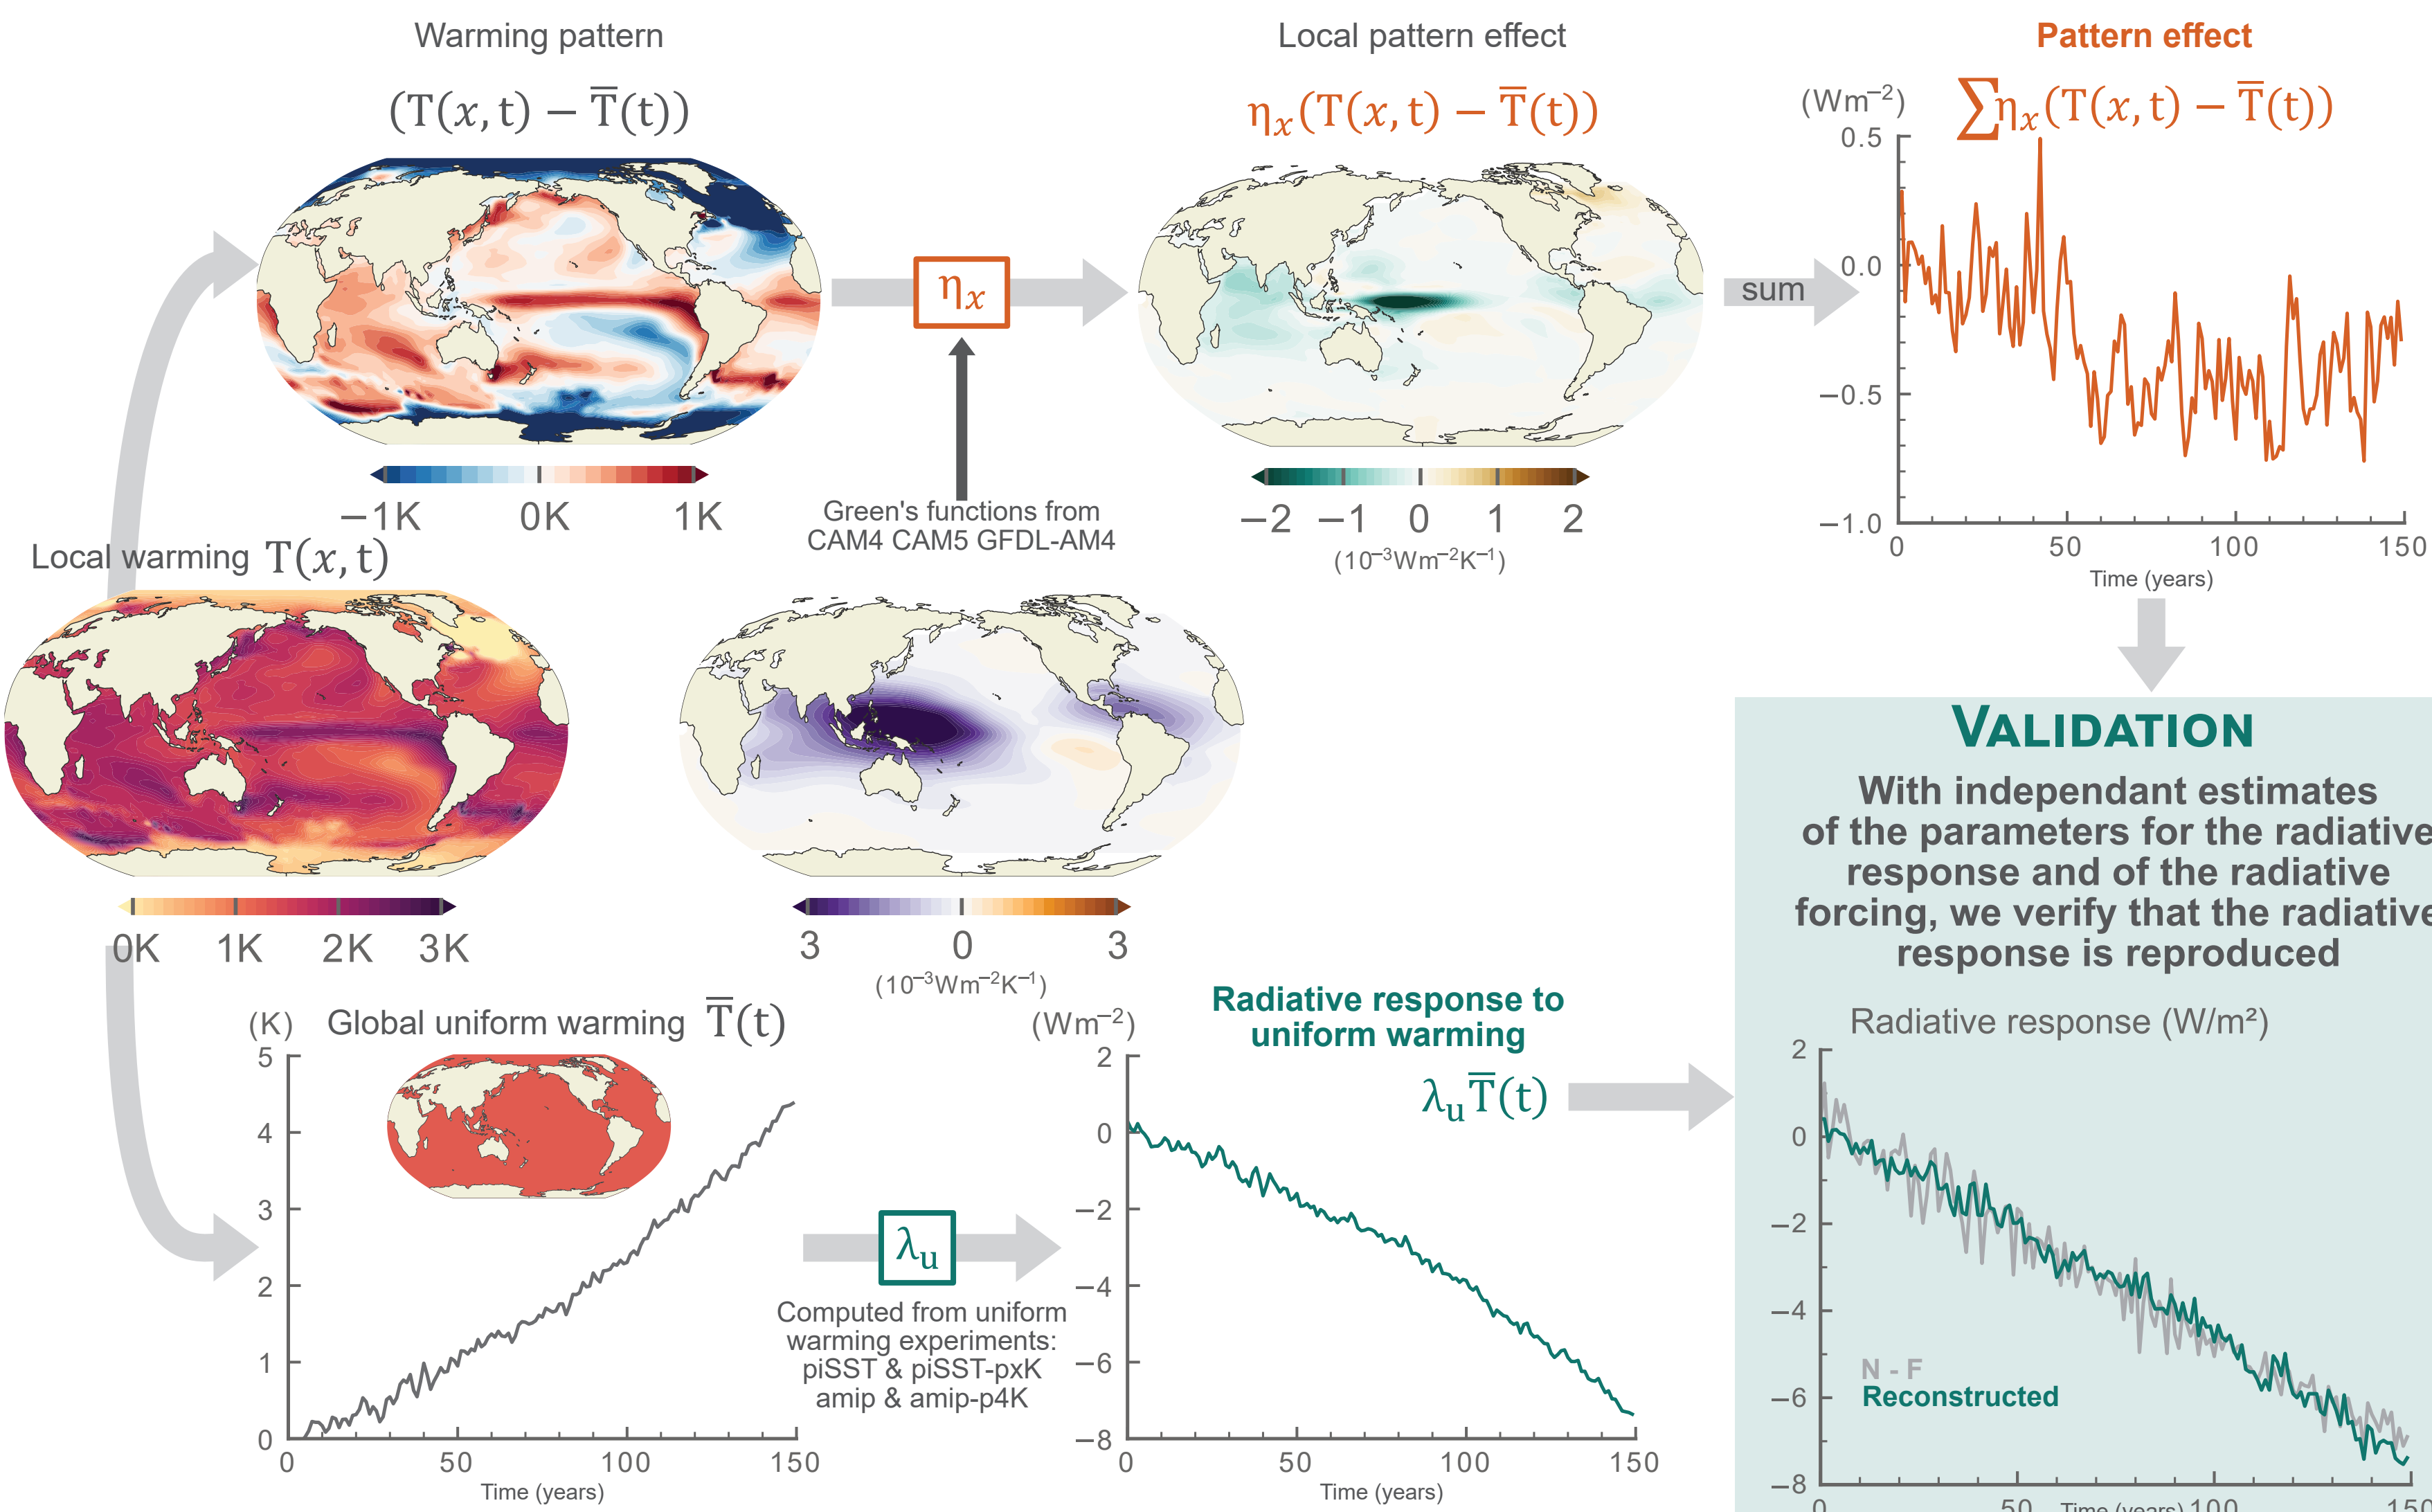 Warming pattern
(T(x, t) − T̅(t))
−1K 0K 1K
Local pattern effect
ηx(T(x, t) − T̅(t))
−2 −1 0 1 2
(10⁻³Wm⁻²K⁻¹)
Pattern effect
∑ηx(T(x, t) − T̅(t))
(Wm⁻²)
0.5
0.0
−0.5
−1.0
0 50 100 150
Time (years)
ηx
sum
Green's functions from
CAM4 CAM5 GFDL-AM4
Local warming T(x, t)
0K 1K 2K 3K
3 0 3
(10⁻³Wm⁻²K⁻¹)
(K) Global uniform warming T̅(t)
5
4
3
2
1
0
0 50 100 150
Time (years)
λu
Computed from uniform
warming experiments:
piSST & piSST-pxK
amip & amip-p4K
Radiative response to
uniform warming
λuT̅(t)
(Wm⁻²)
2
0
−2
−4
−6
−8
0 50 100 150
Time (years)
VALIDATION
With independant estimates
of the parameters for the radiative
response and of the radiative
forcing, we verify that the radiative
response is reproduced
Radiative response (W/m²)
2
0
−2
−4
−6
−8
N - F
Reconstructed
0 50 Time (years) 100 150